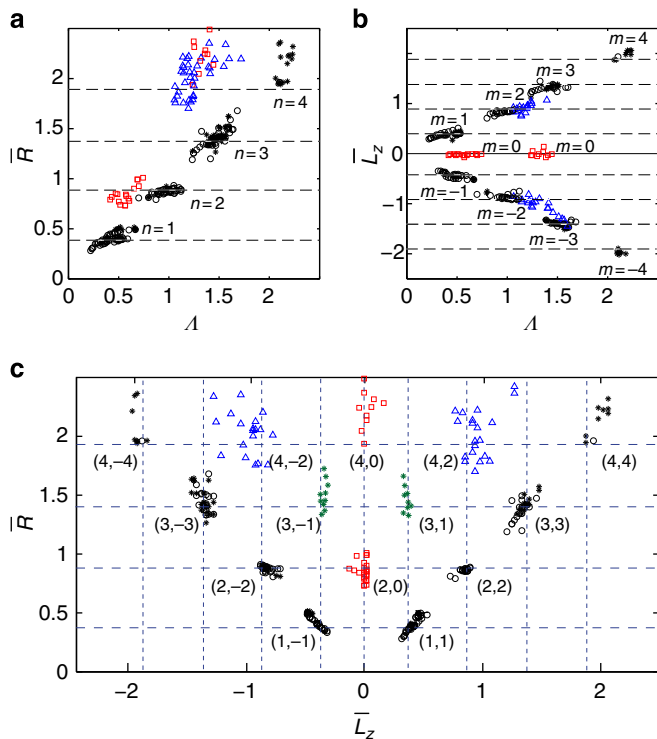 a
b
2
1.5
1
0.5
0
R̅
n=4
n=3
n=2
n=1
0 0.5 1 1.5 2
Λ
1
0
−1
−2
L̅z
m=4
m=3
m=2
m=1
m=0 m=0
m=−1
m=−2
m=−3
m=−4
0 0.5 1 1.5 2
Λ
c
2
1.5
1
0.5
0
R̅
(4,−4) (4,−2) (4,0) (4,2) (4,4)
(3,−3) (3,−1) (3,1) (3,3)
(2,−2) (2,0) (2,2)
(1,−1) (1,1)
−2 −1 0 1 2
L̅z